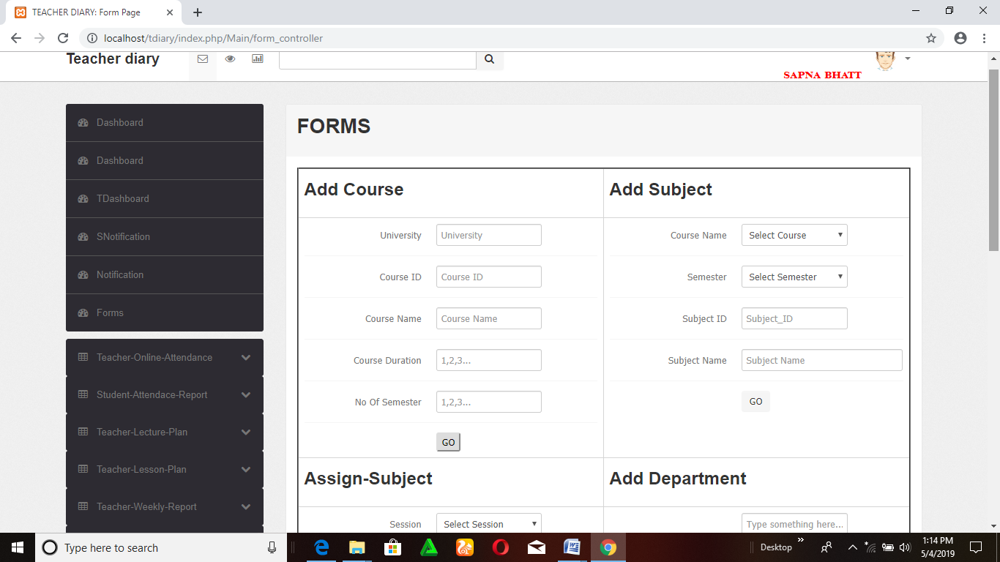 TEACHER DIARY: Form Page
localhost/tdiary/index.php/Main/form_controller
Teacher diary
SAPNA BHATT
Dashboard
Dashboard
TDashboard
SNotification
Notification
Forms
Teacher-Online-Attendance
Student-Attendace-Report
Teacher-Lecture-Plan
Teacher-Lesson-Plan
Teacher-Weekly-Report
FORMS
Add Course
University University
Course ID Course ID
Course Name Course Name
Course Duration 1,2,3...
No Of Semester 1,2,3...
GO
Add Subject
Course Name Select Course
Semester Select Semester
Subject ID Subject_ID
Subject Name Subject Name
GO
Assign-Subject
Session Select Session
Add Department
Type something here...
Type here to search
Desktop
1:14 PM
5/4/2019